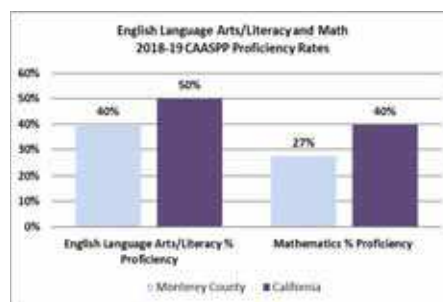 English Language Arts/Literacy and Math
2018-19 CAASPP Proficiency Rates
60%
50%
40%
30%
20%
10%
0%
40%
50%
27%
40%
English Language Arts/Literacy %
Proficiency
Mathematics % Proficiency
Monterey County
California